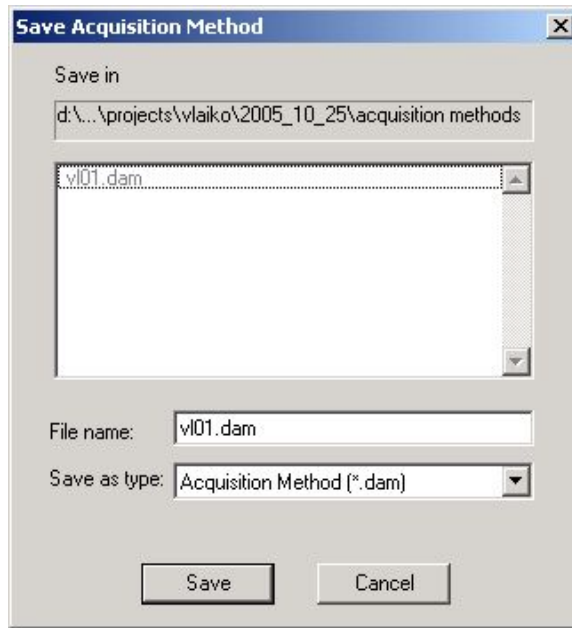 Save Acquisition Method
Save in
d:\...\projects\vlaiko\2005_10_25\acquisition methods
vl01.dam
File name:
vl01.dam
Save as type:
Acquisition Method (*.dam)
Save
Cancel